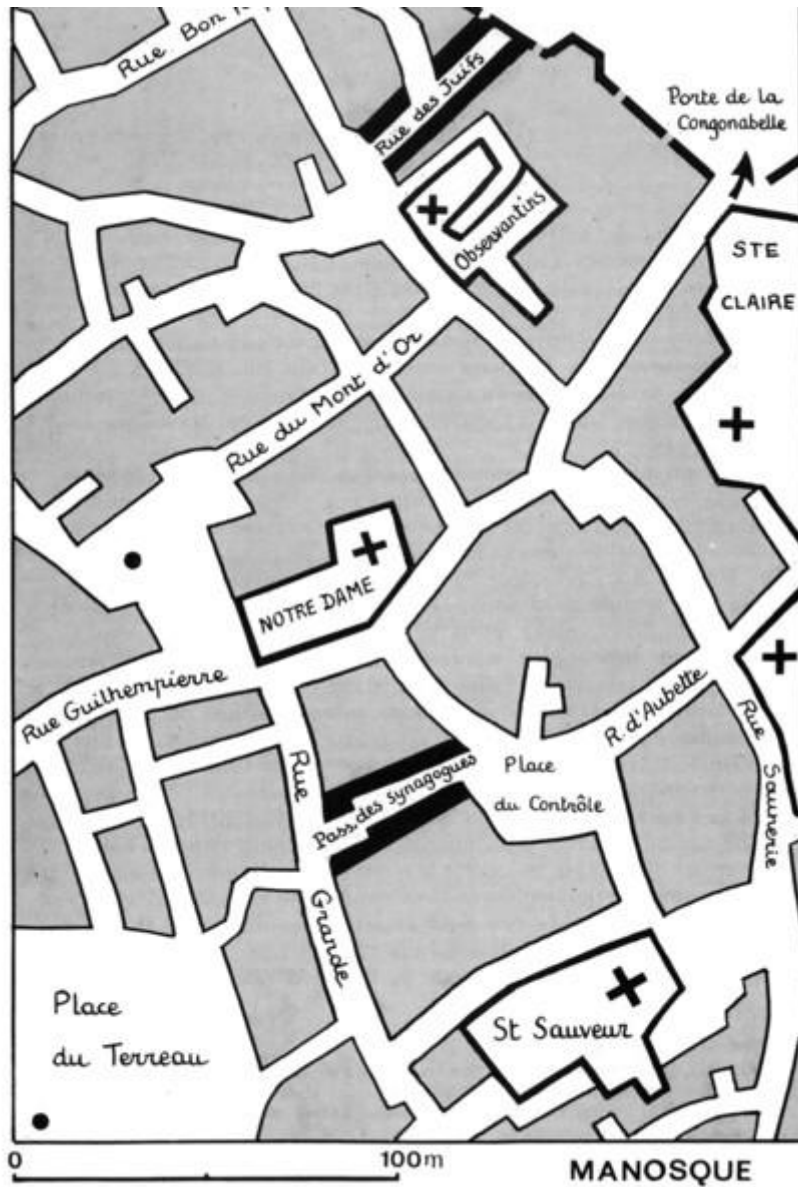 Rue Bon
Rue des Juifs
Porte de la
Congonabelle
Observantins
STE
CLAIRE
Rue du Mont d'Or
NOTRE DAME
Rue Guilhempierre
R. d'Aubette
Rue
Saunerie
Place
du Contrôle
Pass. des Synagogues
Rue
Grande
Place
du Terreau
St Sauveur
0
100m
MANOSQUE